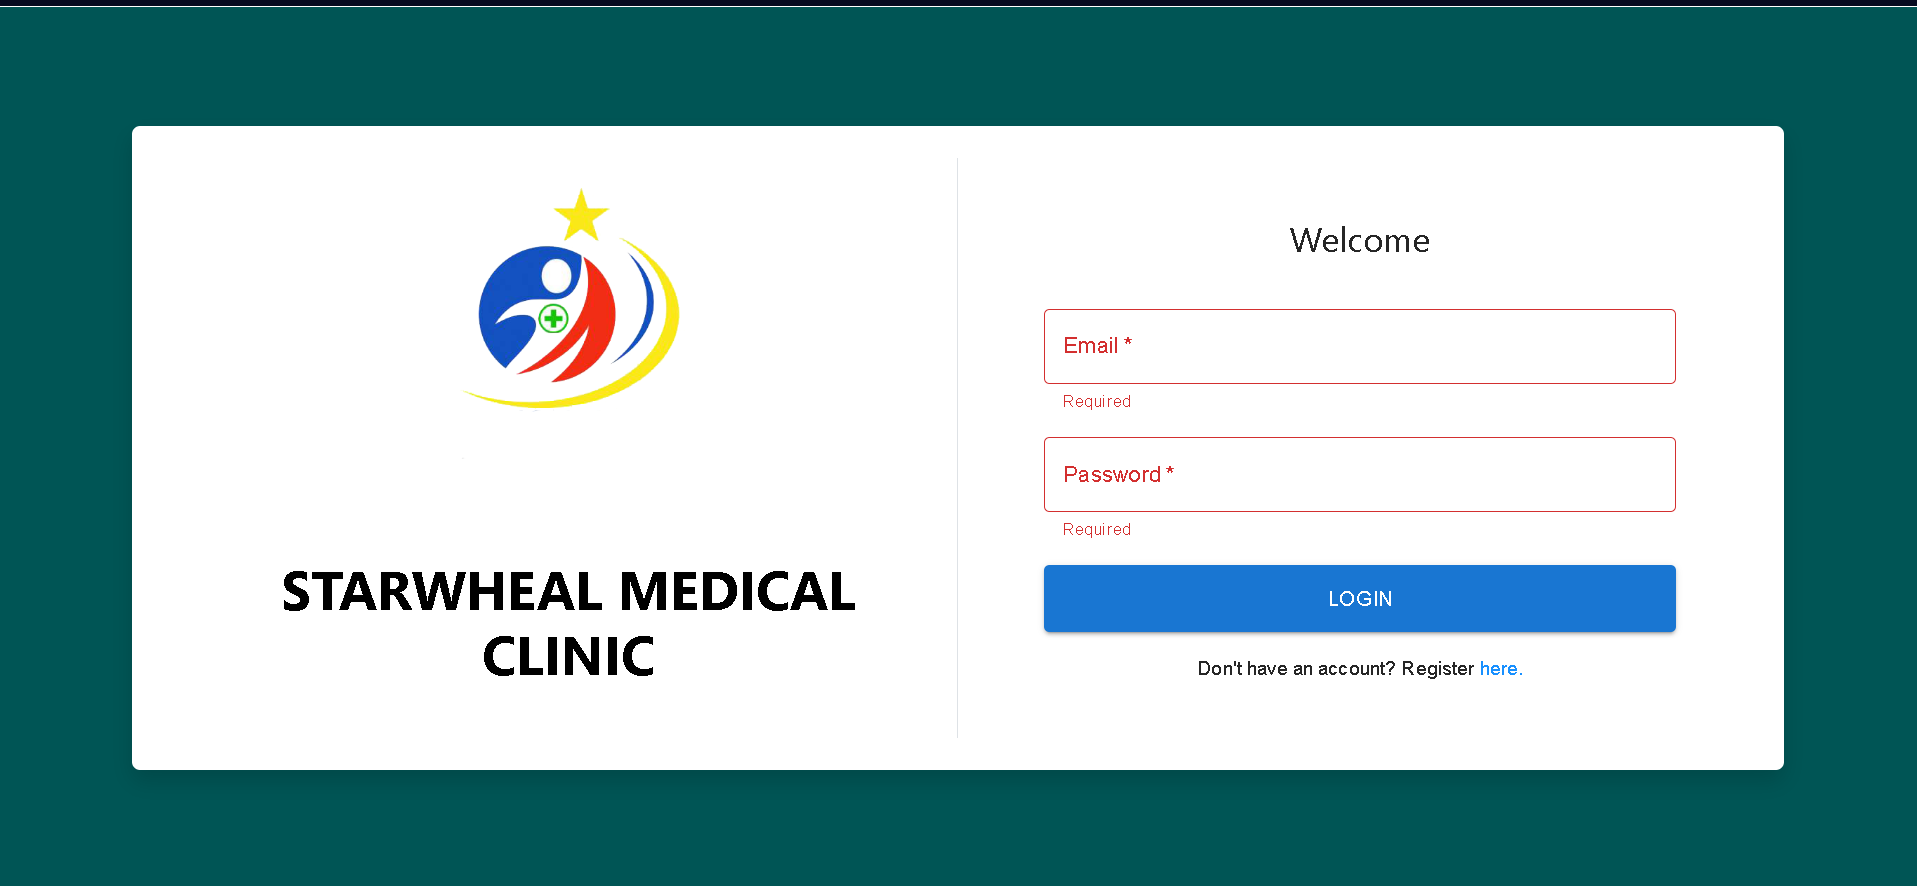 STARWHEAL MEDICAL
CLINIC
Welcome
Email *
Required
Password *
Required
LOGIN
Don't have an account? Register here.